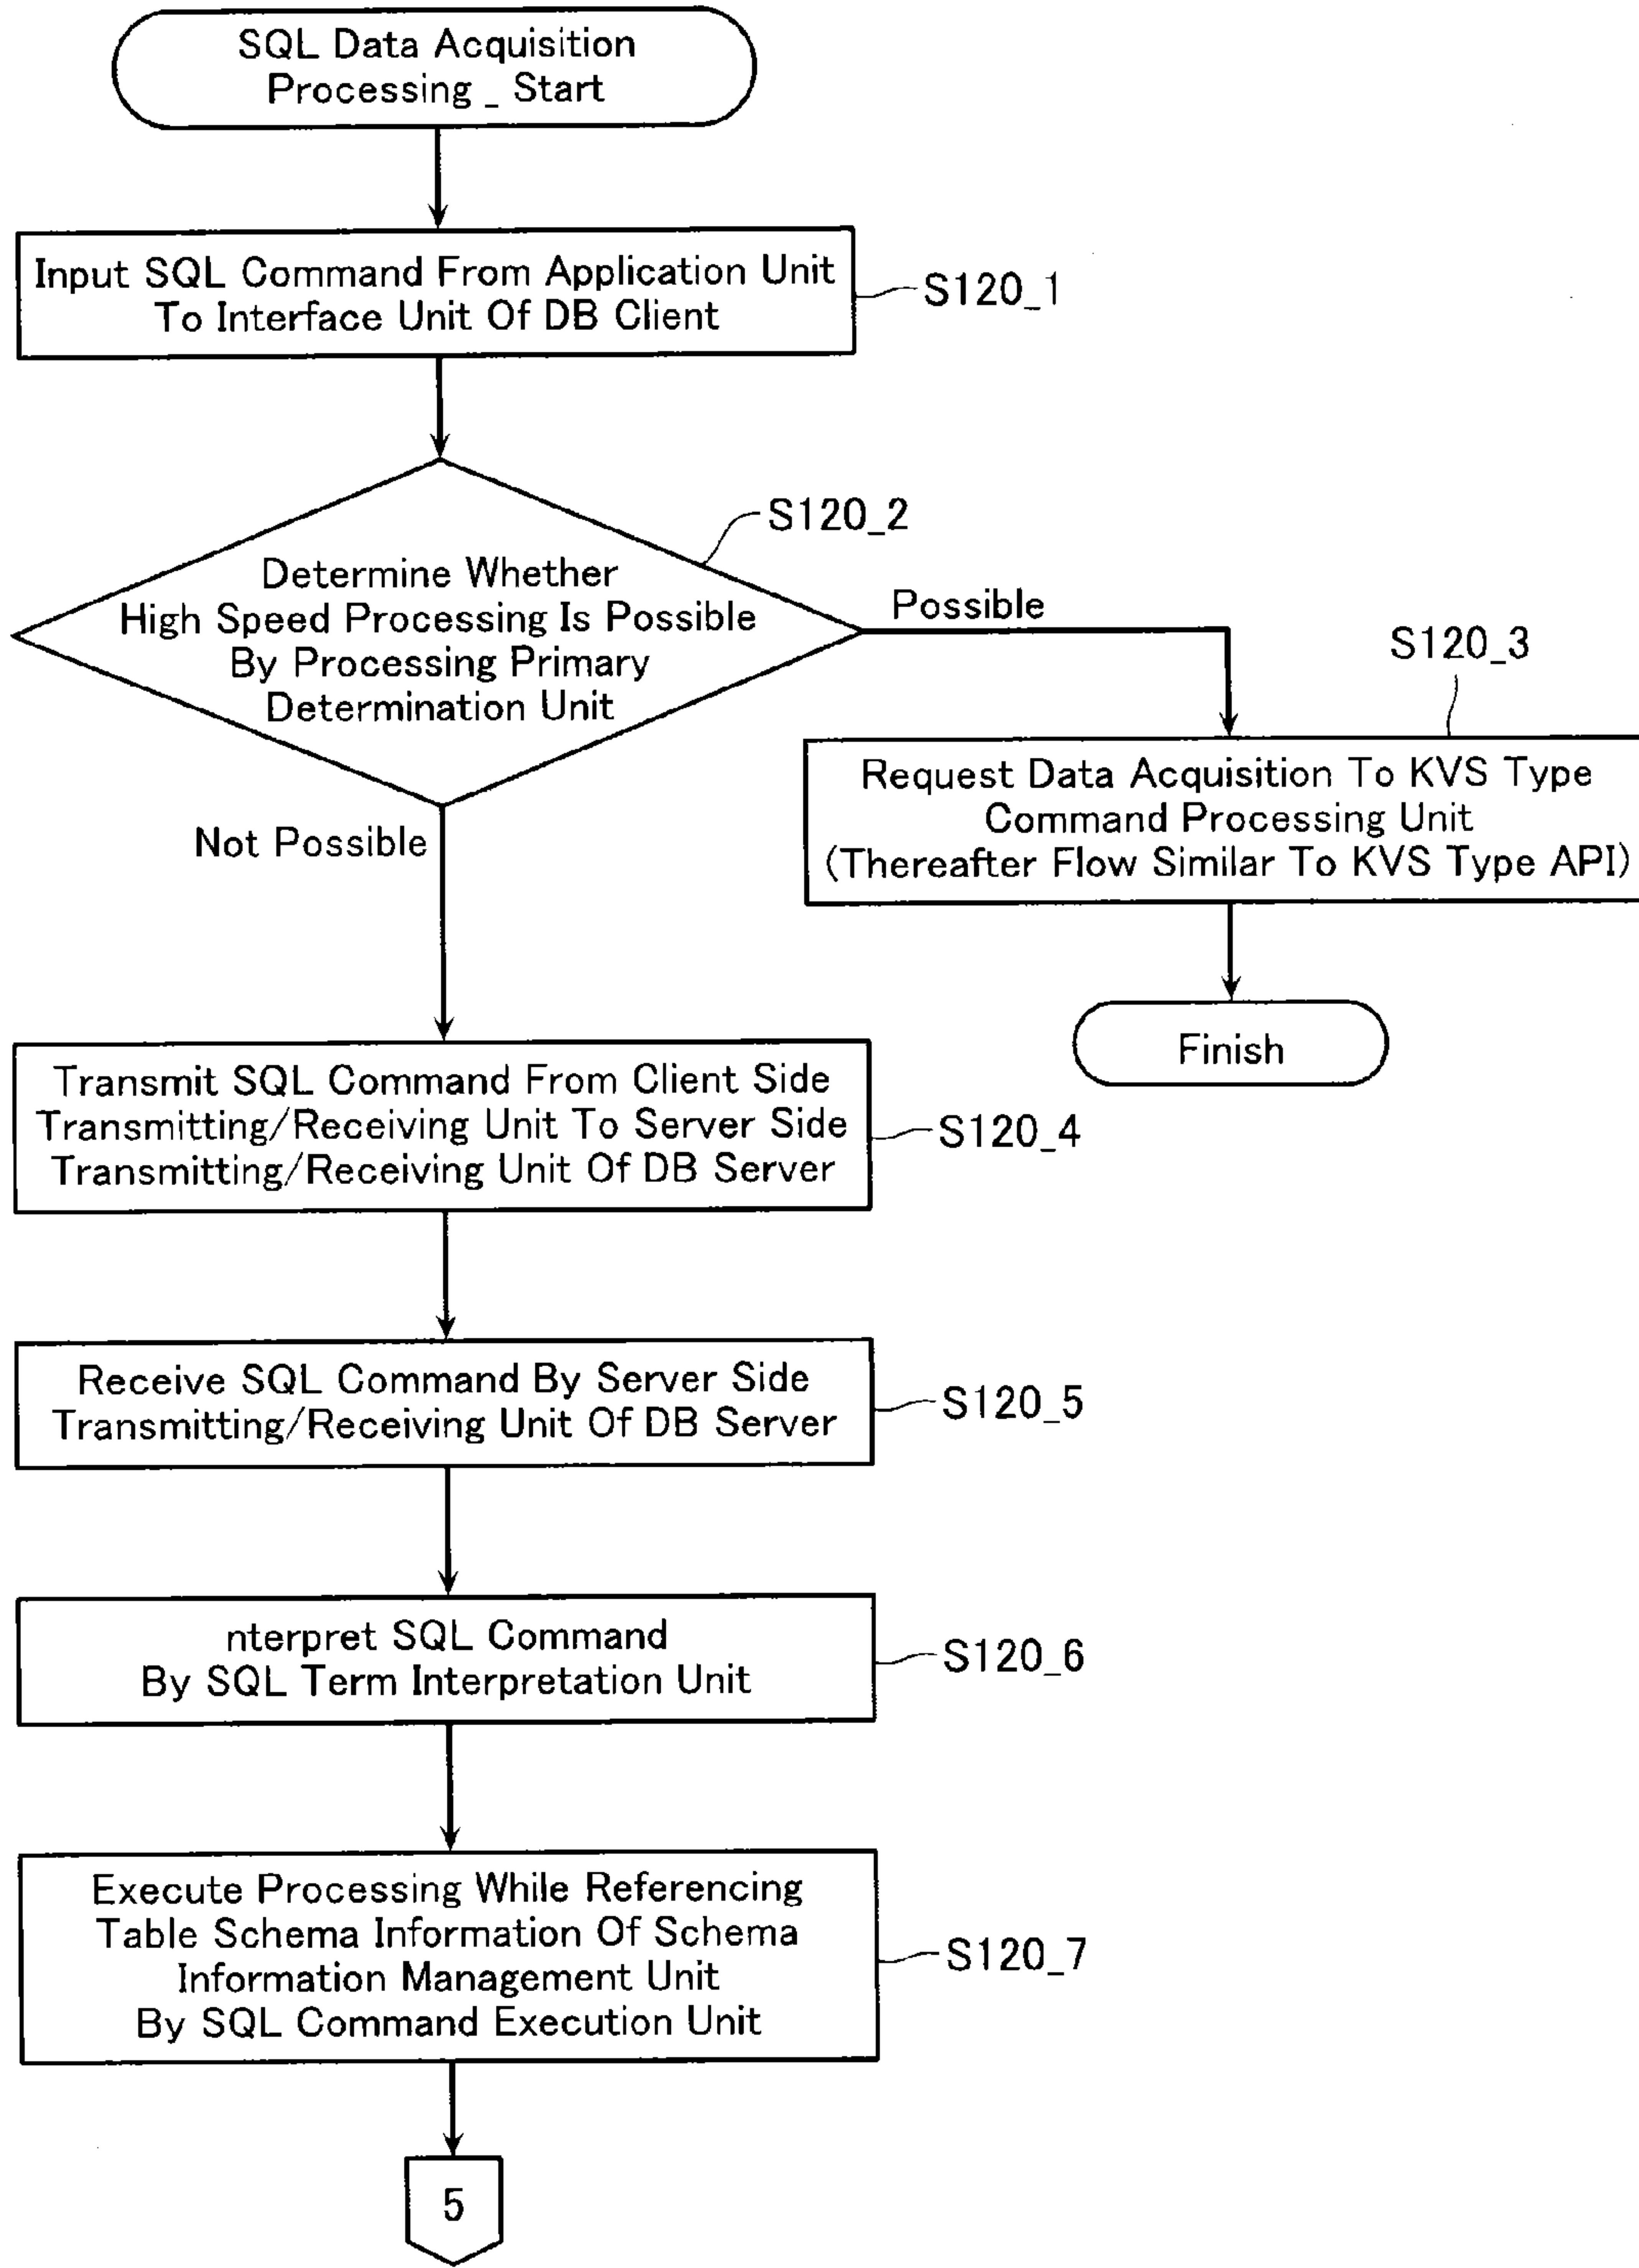 SQL Data Acquisition
Processing _ Start
Input SQL Command From Application Unit
To Interface Unit Of DB Client
S120_1
S120_2
Determine Whether
High Speed Processing Is Possible
By Processing Primary
Determination Unit
Possible
Not Possible
S120_3
Request Data Acquisition To KVS Type
Command Processing Unit
(Thereafter Flow Similar To KVS Type API)
Finish
Transmit SQL Command From Client Side
Transmitting/Receiving Unit To Server Side
Transmitting/Receiving Unit Of DB Server
S120_4
Receive SQL Command By Server Side
Transmitting/Receiving Unit Of DB Server
S120_5
nterpret SQL Command
By SQL Term Interpretation Unit
S120_6
Execute Processing While Referencing
Table Schema Information Of Schema
Information Management Unit
By SQL Command Execution Unit
S120_7
5